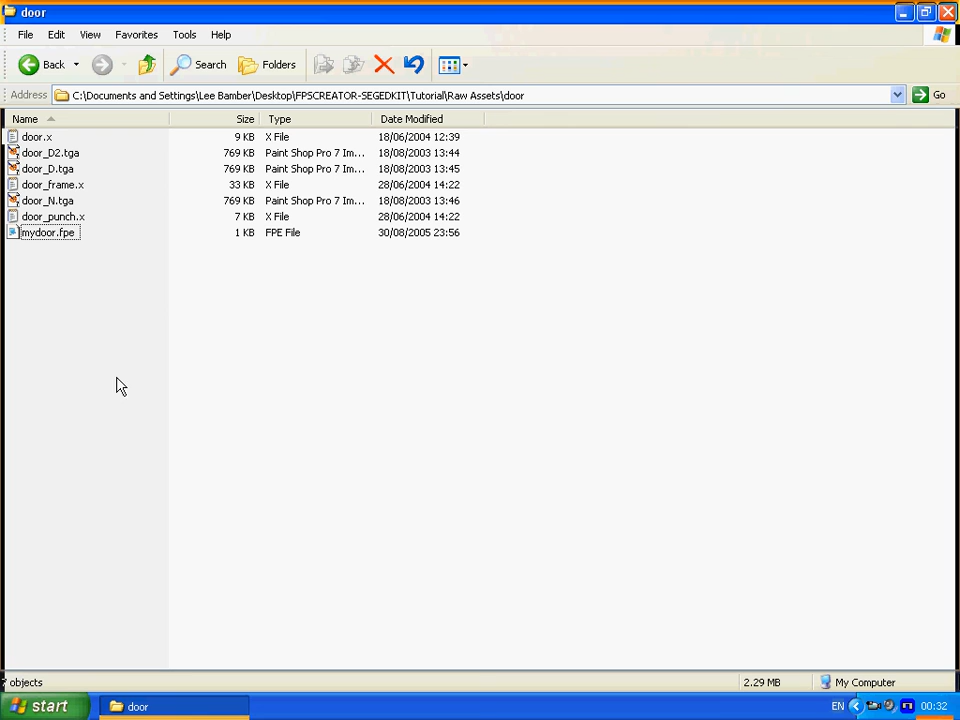 door
File Edit View Favorites Tools Help
Back Search Folders
Address C:\Documents and Settings\Lee Bamber\Desktop\FPSCREATOR-SEGEDKIT\Tutorial\Raw Assets\door Go
Name Size Type Date Modified
door.x 9 KB X File 18/06/2004 12:39
door_D2.tga 769 KB Paint Shop Pro 7 Im... 18/08/2003 13:44
door_D.tga 769 KB Paint Shop Pro 7 Im... 18/08/2003 13:45
door_frame.x 33 KB X File 28/06/2004 14:22
door_N.tga 769 KB Paint Shop Pro 7 Im... 18/08/2003 13:46
door_punch.x 7 KB X File 28/06/2004 14:22
mydoor.fpe 1 KB FPE File 30/08/2005 23:56
7 objects 2.29 MB My Computer
start door EN 00:32